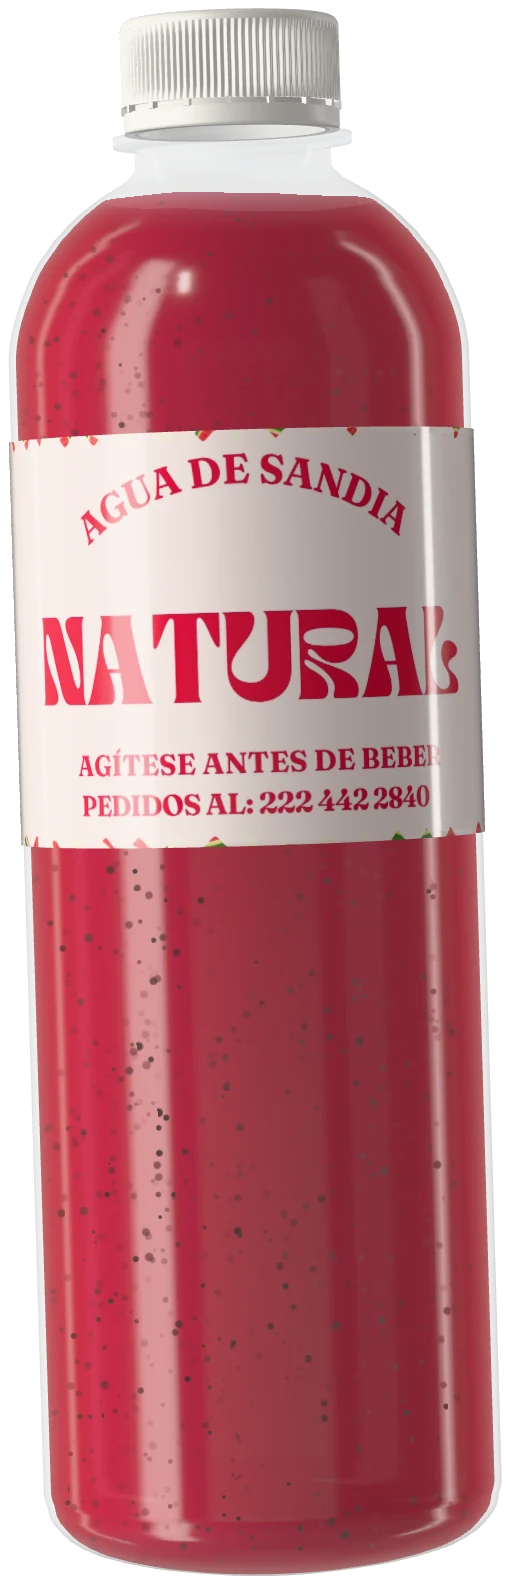 AGUA DE SANDIA
NATURAL
AGÍTESE ANTES DE BEBER
PEDIDOS AL: 222 442 2840